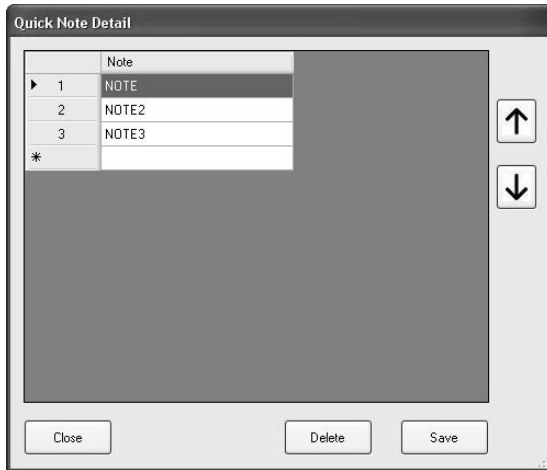 Quick Note Detail
Note
1 NOTE
2 NOTE2
3 NOTE3
*
Close Delete Save